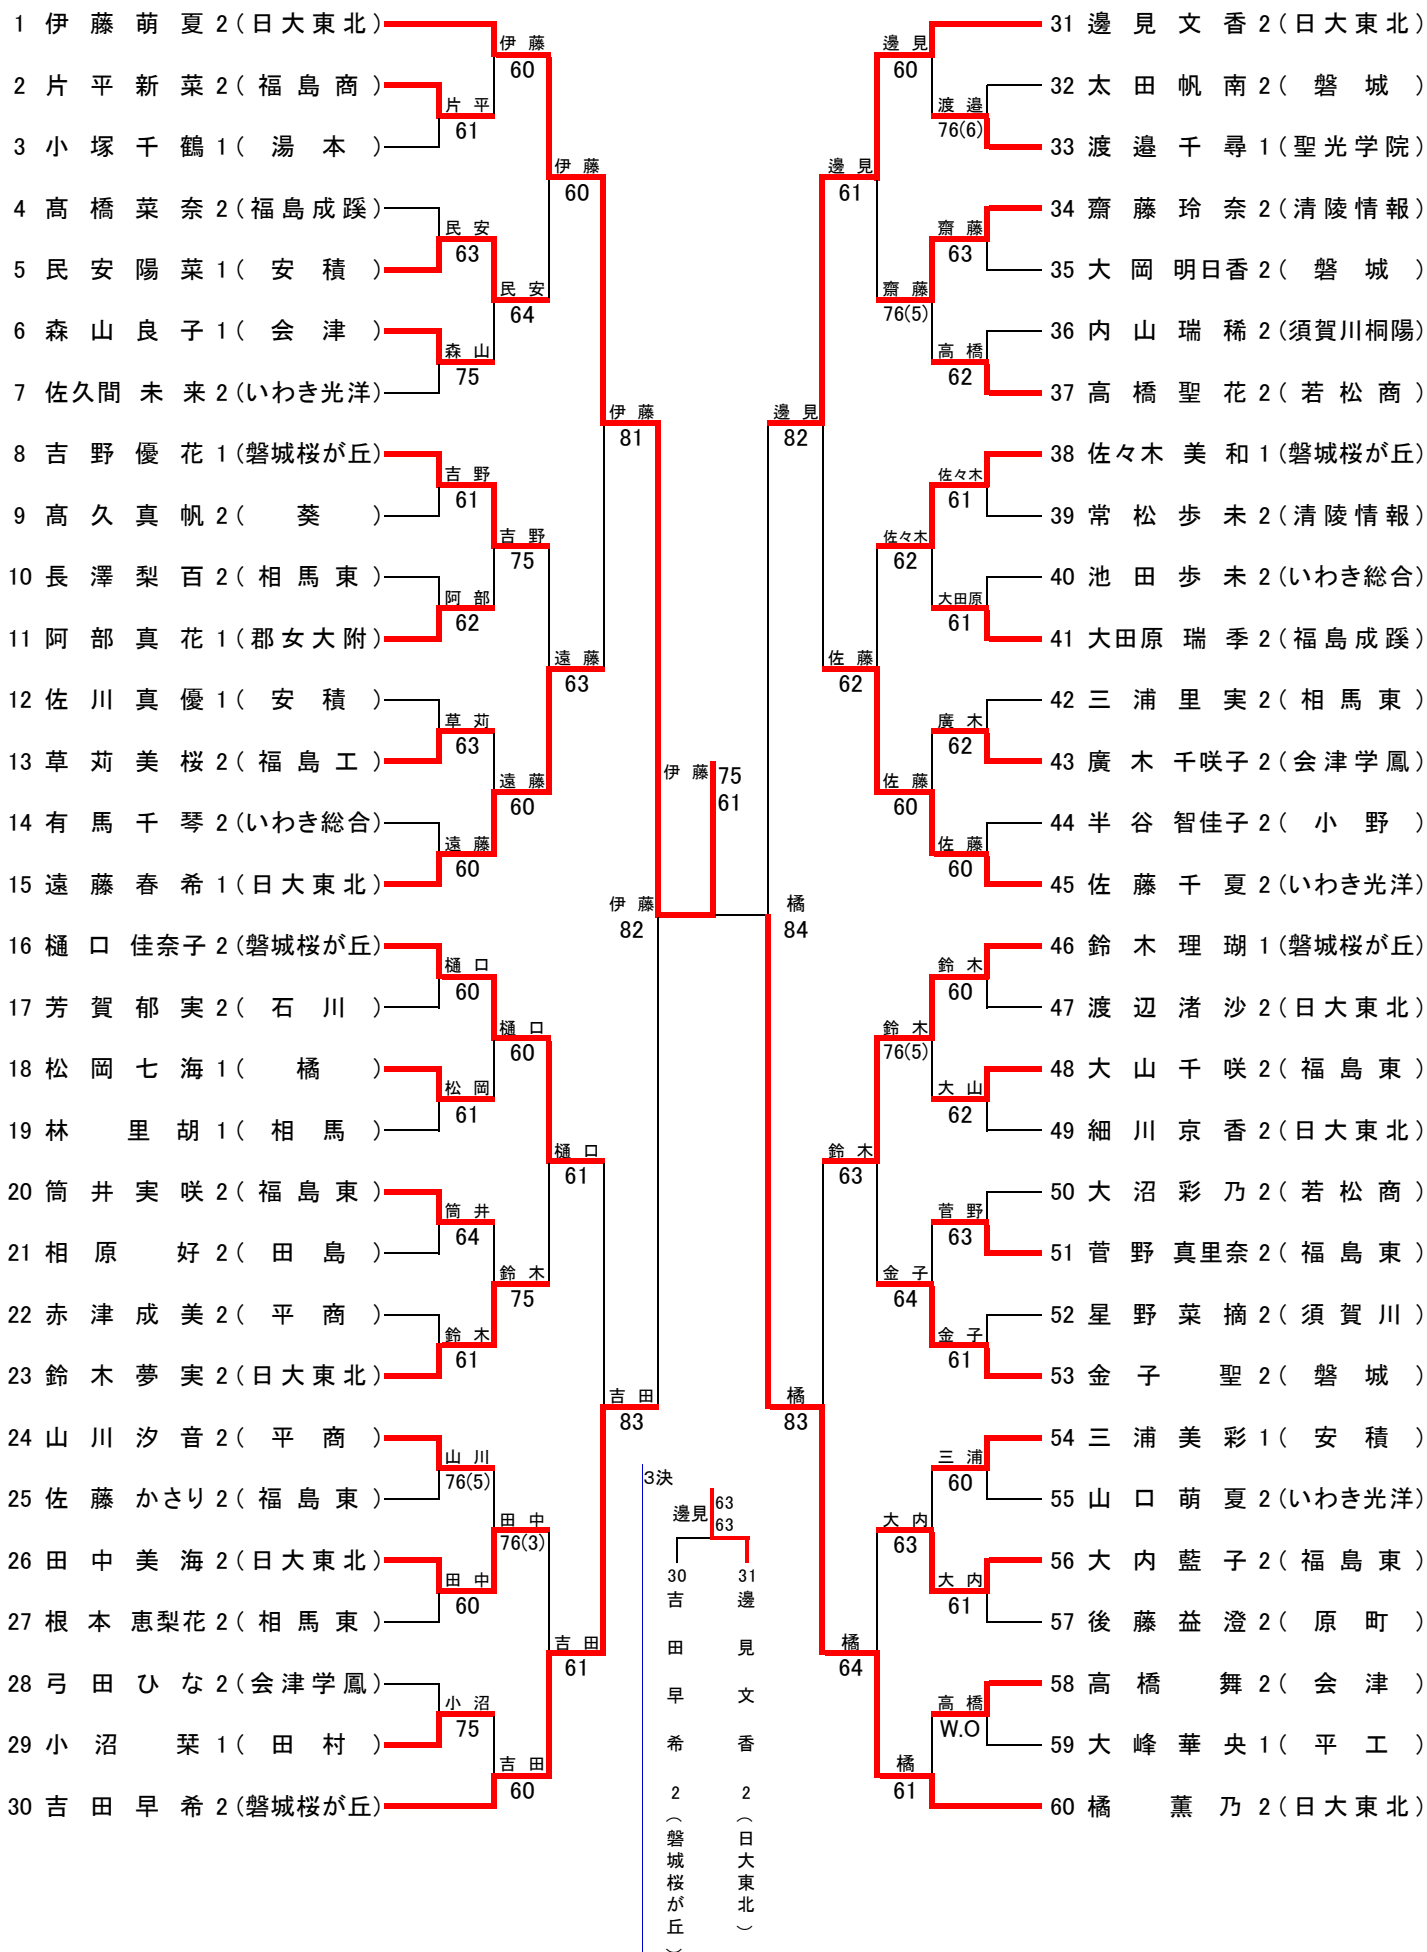 1 伊藤萌夏 2 (日大東北)
2 片平新菜 2 (福島商)
3 小塚千鶴 1 (湯本)
4 髙橋菜奈 2 (福島成蹊)
5 民安陽菜 1 (安積)
6 森山良子 1 (会津)
7 佐久間未来 2 (いわき光洋)
8 吉野優花 1 (磐城桜が丘)
9 髙久真帆 2 (葵)
10 長澤梨百 2 (相馬東)
11 阿部真花 1 (郡女大附)
12 佐川真優 1 (安積)
13 草苅美桜 2 (福島工)
14 有馬千琴 2 (いわき総合)
15 遠藤春希 1 (日大東北)
16 樋口佳奈子 2 (磐城桜が丘)
17 芳賀郁実 2 (石川)
18 松岡七海 1 (橘)
19 林里胡 1 (相馬)
20 筒井実咲 2 (福島東)
21 相原好 2 (田島)
22 赤津成美 2 (平商)
23 鈴木夢実 2 (日大東北)
24 山川汐音 2 (平商)
25 佐藤かさり 2 (福島東)
26 田中美海 2 (日大東北)
27 根本恵梨花 2 (相馬東)
28 弓田ひな 2 (会津学鳳)
29 小沼栞 1 (田村)
30 吉田早希 2 (磐城桜が丘)
伊藤
60
片平
61
民安
63
森山
75
吉野
61
阿部
62
草苅
63
遠藤
60
樋口
60
松岡
61
筒井
64
鈴木
61
山川
76(5)
田中
60
小沼
75
吉田
60
伊藤
60
民安
64
吉野
75
遠藤
60
樋口
60
鈴木
75
田中
76(3)
吉田
61
遠藤
63
樋口
61
伊藤
81
吉田
83
伊藤
82
伊藤
75
61
橘
84
邊見
82
橘
83
邊見
61
佐藤
62
鈴木
63
橘
64
齋藤
76(5)
佐々木
62
佐藤
60
鈴木
76(5)
金子
64
大内
63
橘
61
邊見
60
渡邉
76(6)
齋藤
63
高橋
62
佐々木
61
大田原
61
廣木
62
佐藤
60
鈴木
60
大山
62
菅野
63
金子
61
三浦
60
大内
61
高橋
W.O
31 邊見文香 2 (日大東北)
32 太田帆南 2 (磐城)
33 渡邉千尋 1 (聖光学院)
34 齋藤玲奈 2 (清陵情報)
35 大岡明日香 2 (磐城)
36 内山瑞稀 2 (須賀川桐陽)
37 高橋聖花 2 (若松商)
38 佐々木美和 1 (磐城桜が丘)
39 常松歩未 2 (清陵情報)
40 池田歩未 2 (いわき総合)
41 大田原瑞季 2 (福島成蹊)
42 三浦里実 2 (相馬東)
43 廣木千咲子 2 (会津学鳳)
44 半谷智佳子 2 (小野)
45 佐藤千夏 2 (いわき光洋)
46 鈴木理瑚 1 (磐城桜が丘)
47 渡辺渚沙 2 (日大東北)
48 大山千咲 2 (福島東)
49 細川京香 2 (日大東北)
50 大沼彩乃 2 (若松商)
51 菅野真里奈 2 (福島東)
52 星野菜摘 2 (須賀川)
53 金子聖 2 (磐城)
54 三浦美彩 1 (安積)
55 山口萌夏 2 (いわき光洋)
56 大内藍子 2 (福島東)
57 後藤益澄 2 (原町)
58 高橋舞 2 (会津)
59 大峰華央 1 (平工)
60 橘薫乃 2 (日大東北)
3決
邊見
63
63
30 吉田早希 2 (磐城桜が丘)
31 邊見文香 2 (日大東北)